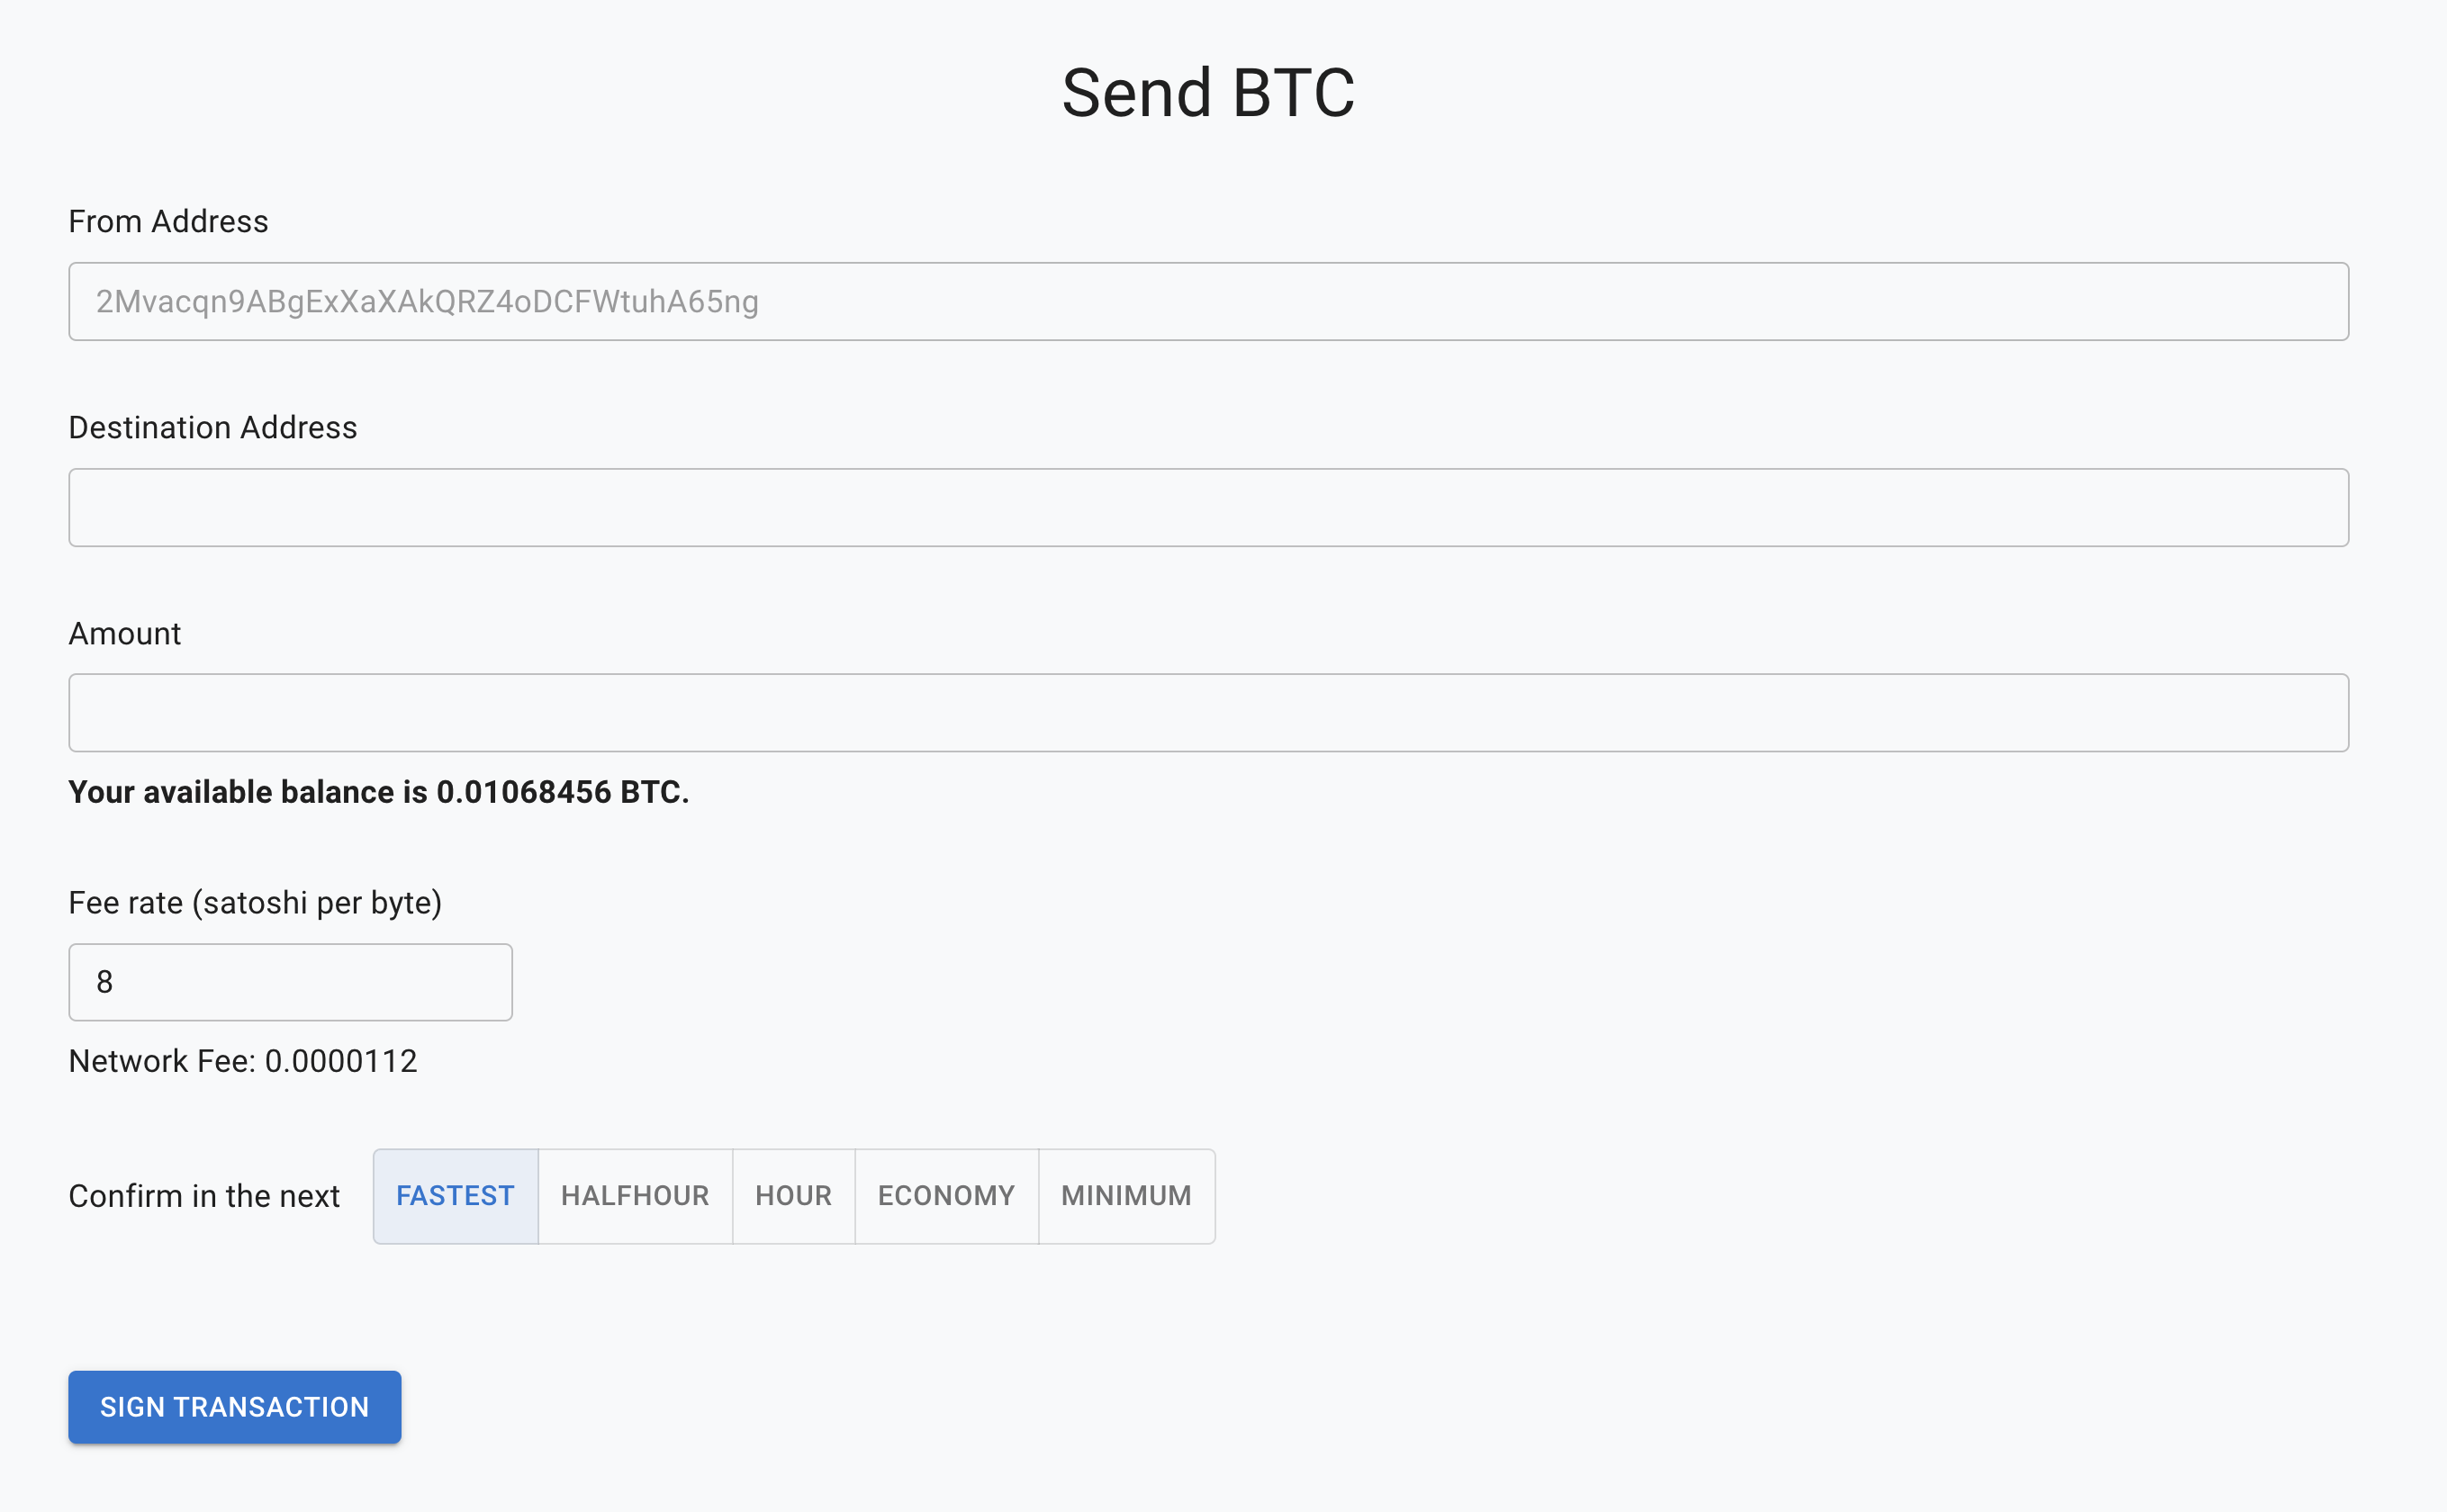 Send BTC
From Address
2Mvacqn9ABgExXaXAkQRZ4oDCFWtuhA65ng
Destination Address
Amount
Your available balance is 0.01068456 BTC.
Fee rate (satoshi per byte)
8
Network Fee: 0.0000112
Confirm in the next FASTEST HALFHOUR HOUR ECONOMY MINIMUM
SIGN TRANSACTION